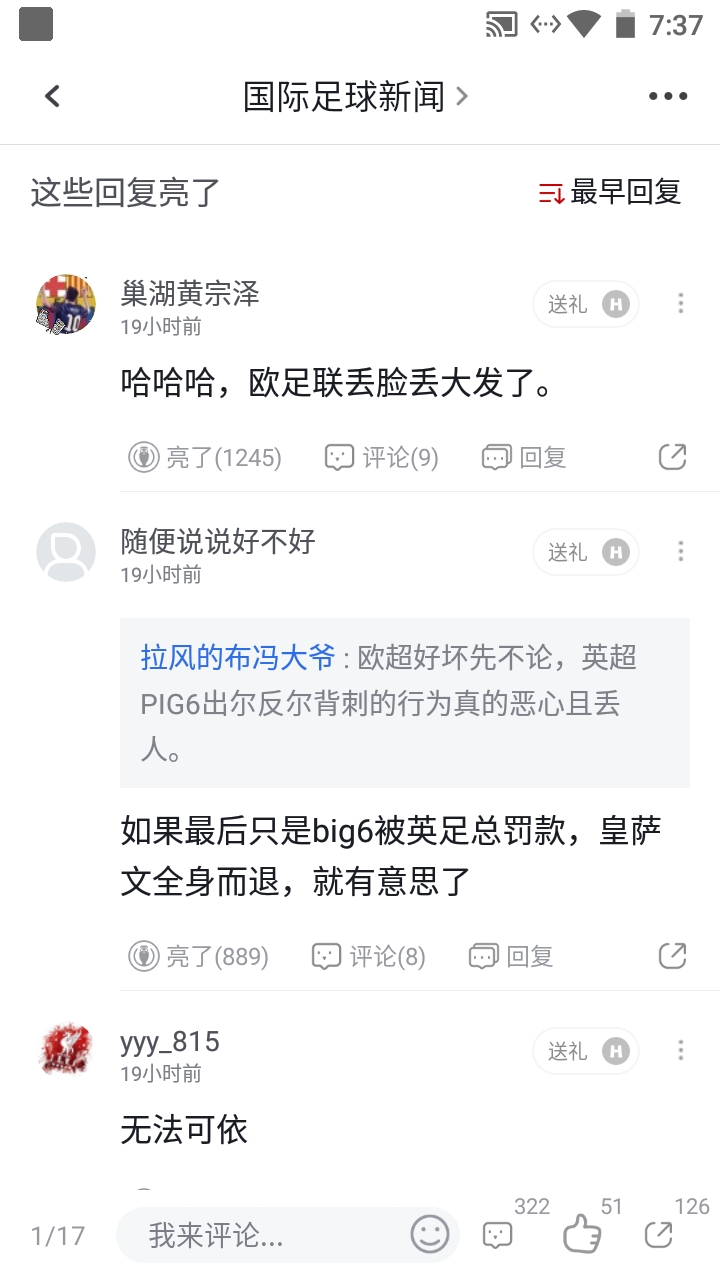 7:37
国际足球新闻
这些回复亮了
最早回复
巢湖黄宗泽
送礼 H
19小时前
哈哈哈，欧足联丢脸丢大发了。
亮了(1245) 评论(9) 回复
随便说说好不好
送礼 H
19小时前
拉风的布冯大爷 : 欧超好坏先不论，英超
PIG6出尔反尔背刺的行为真的恶心且丢
人。
如果最后只是big6被英足总罚款，皇萨
文全身而退，就有意思了
亮了(889) 评论(8) 回复
yyy_815
送礼 H
19小时前
无法可依
1/17 我来评论... 322 51 126